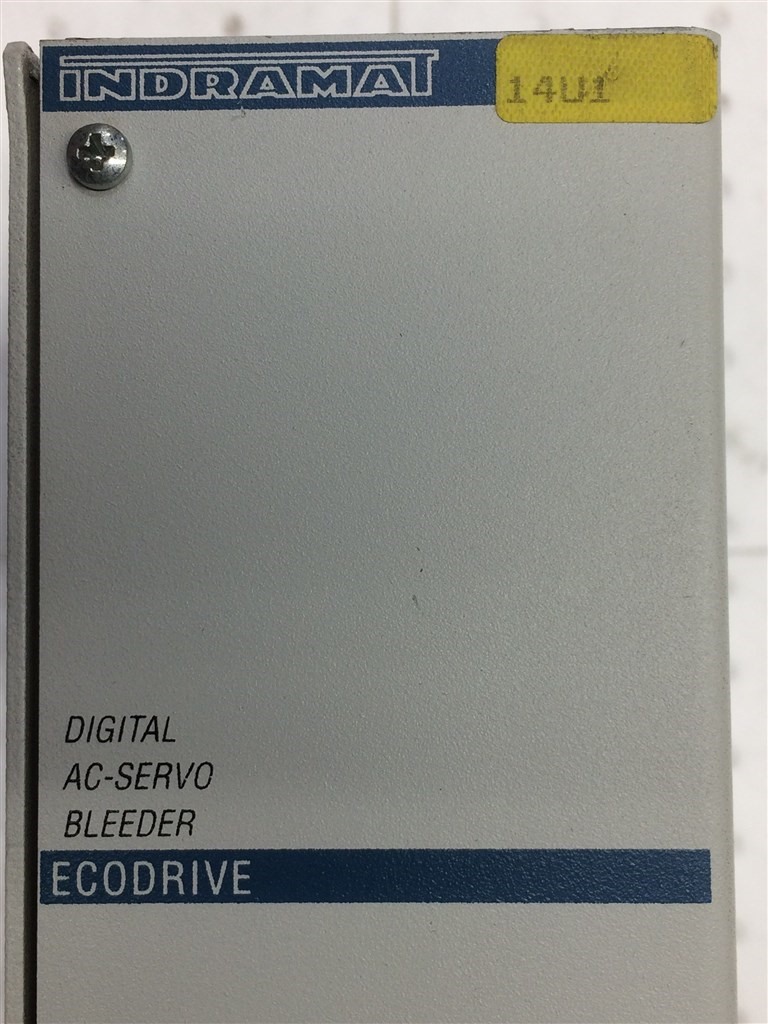 INDRAMAT
14U1
DIGITAL
AC-SERVO
BLEEDER
ECODRIVE